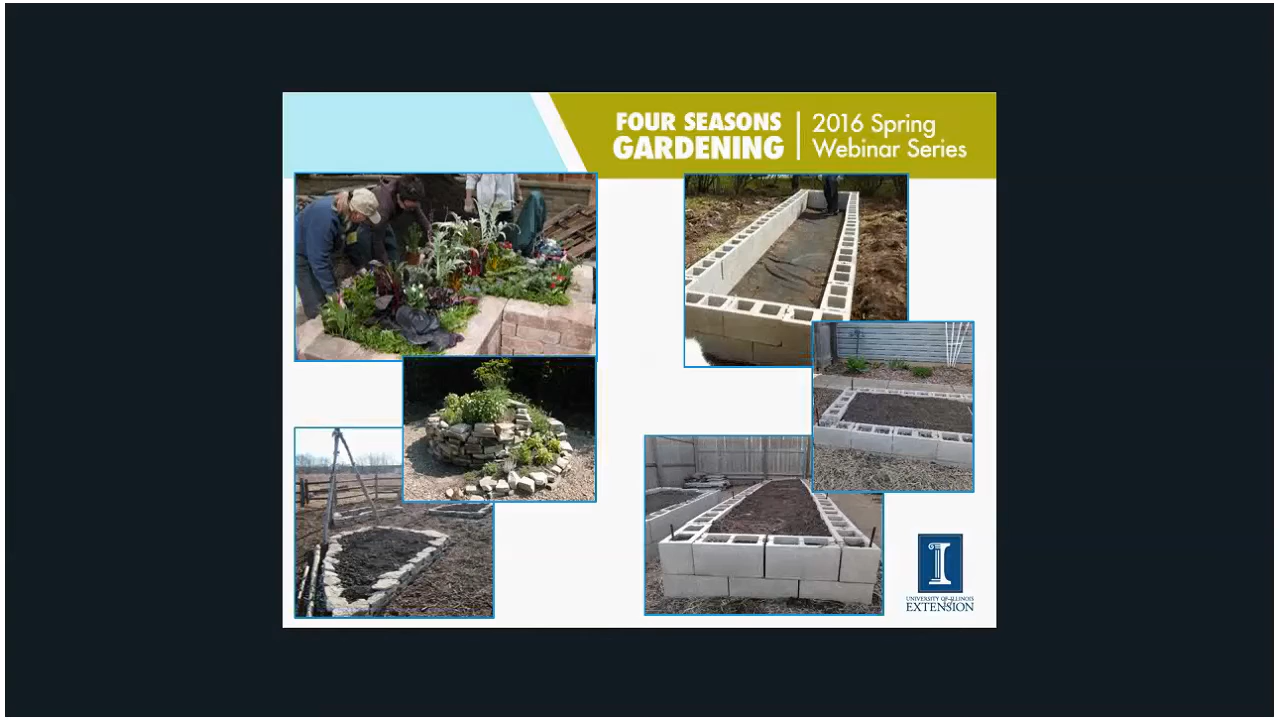 FOUR SEASONS
GARDENING
2016 Spring
Webinar Series
I
UNIVERSITY OF ILLINOIS
EXTENSION